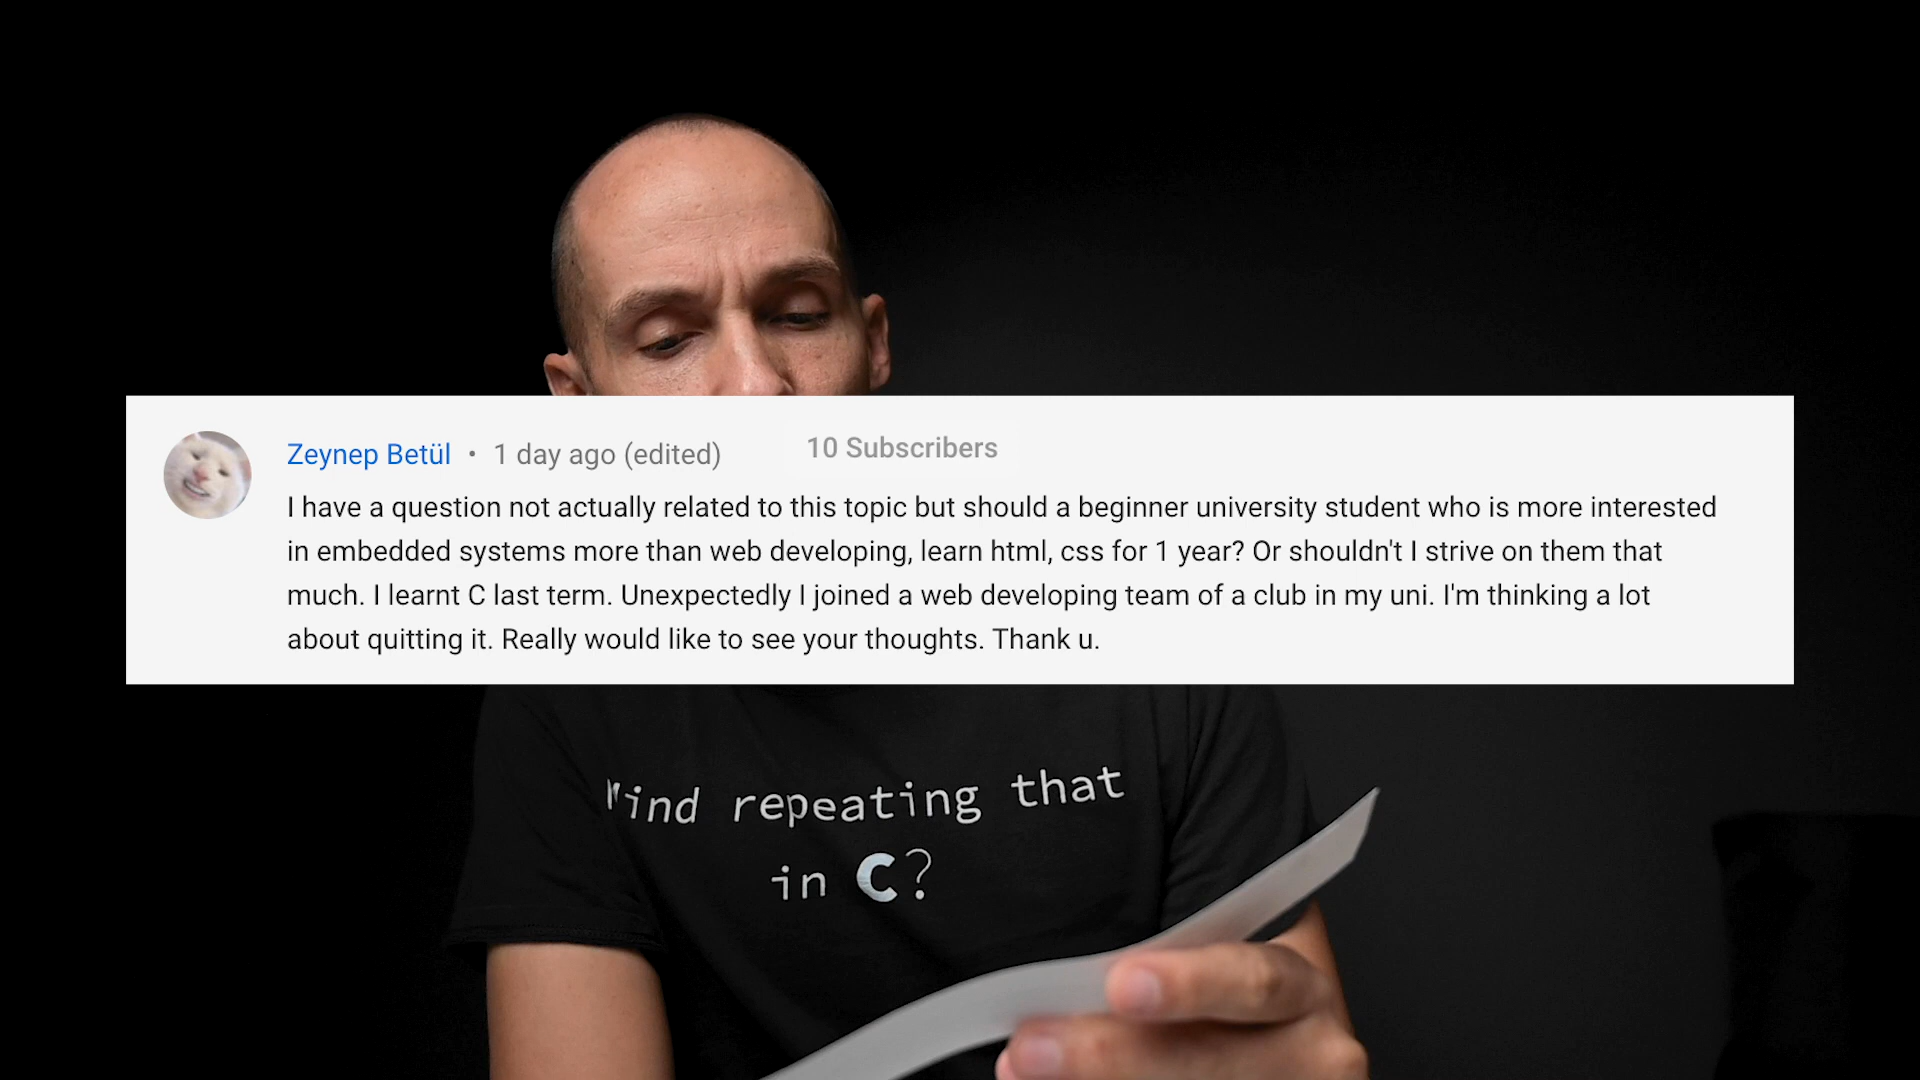 Zeynep Betül • 1 day ago (edited) 10 Subscribers
I have a question not actually related to this topic but should a beginner university student who is more interested
in embedded systems more than web developing, learn html, css for 1 year? Or shouldn't I strive on them that
much. I learnt C last term. Unexpectedly I joined a web developing team of a club in my uni. I'm thinking a lot
about quitting it. Really would like to see your thoughts. Thank u.
Mind repeating that
in C?